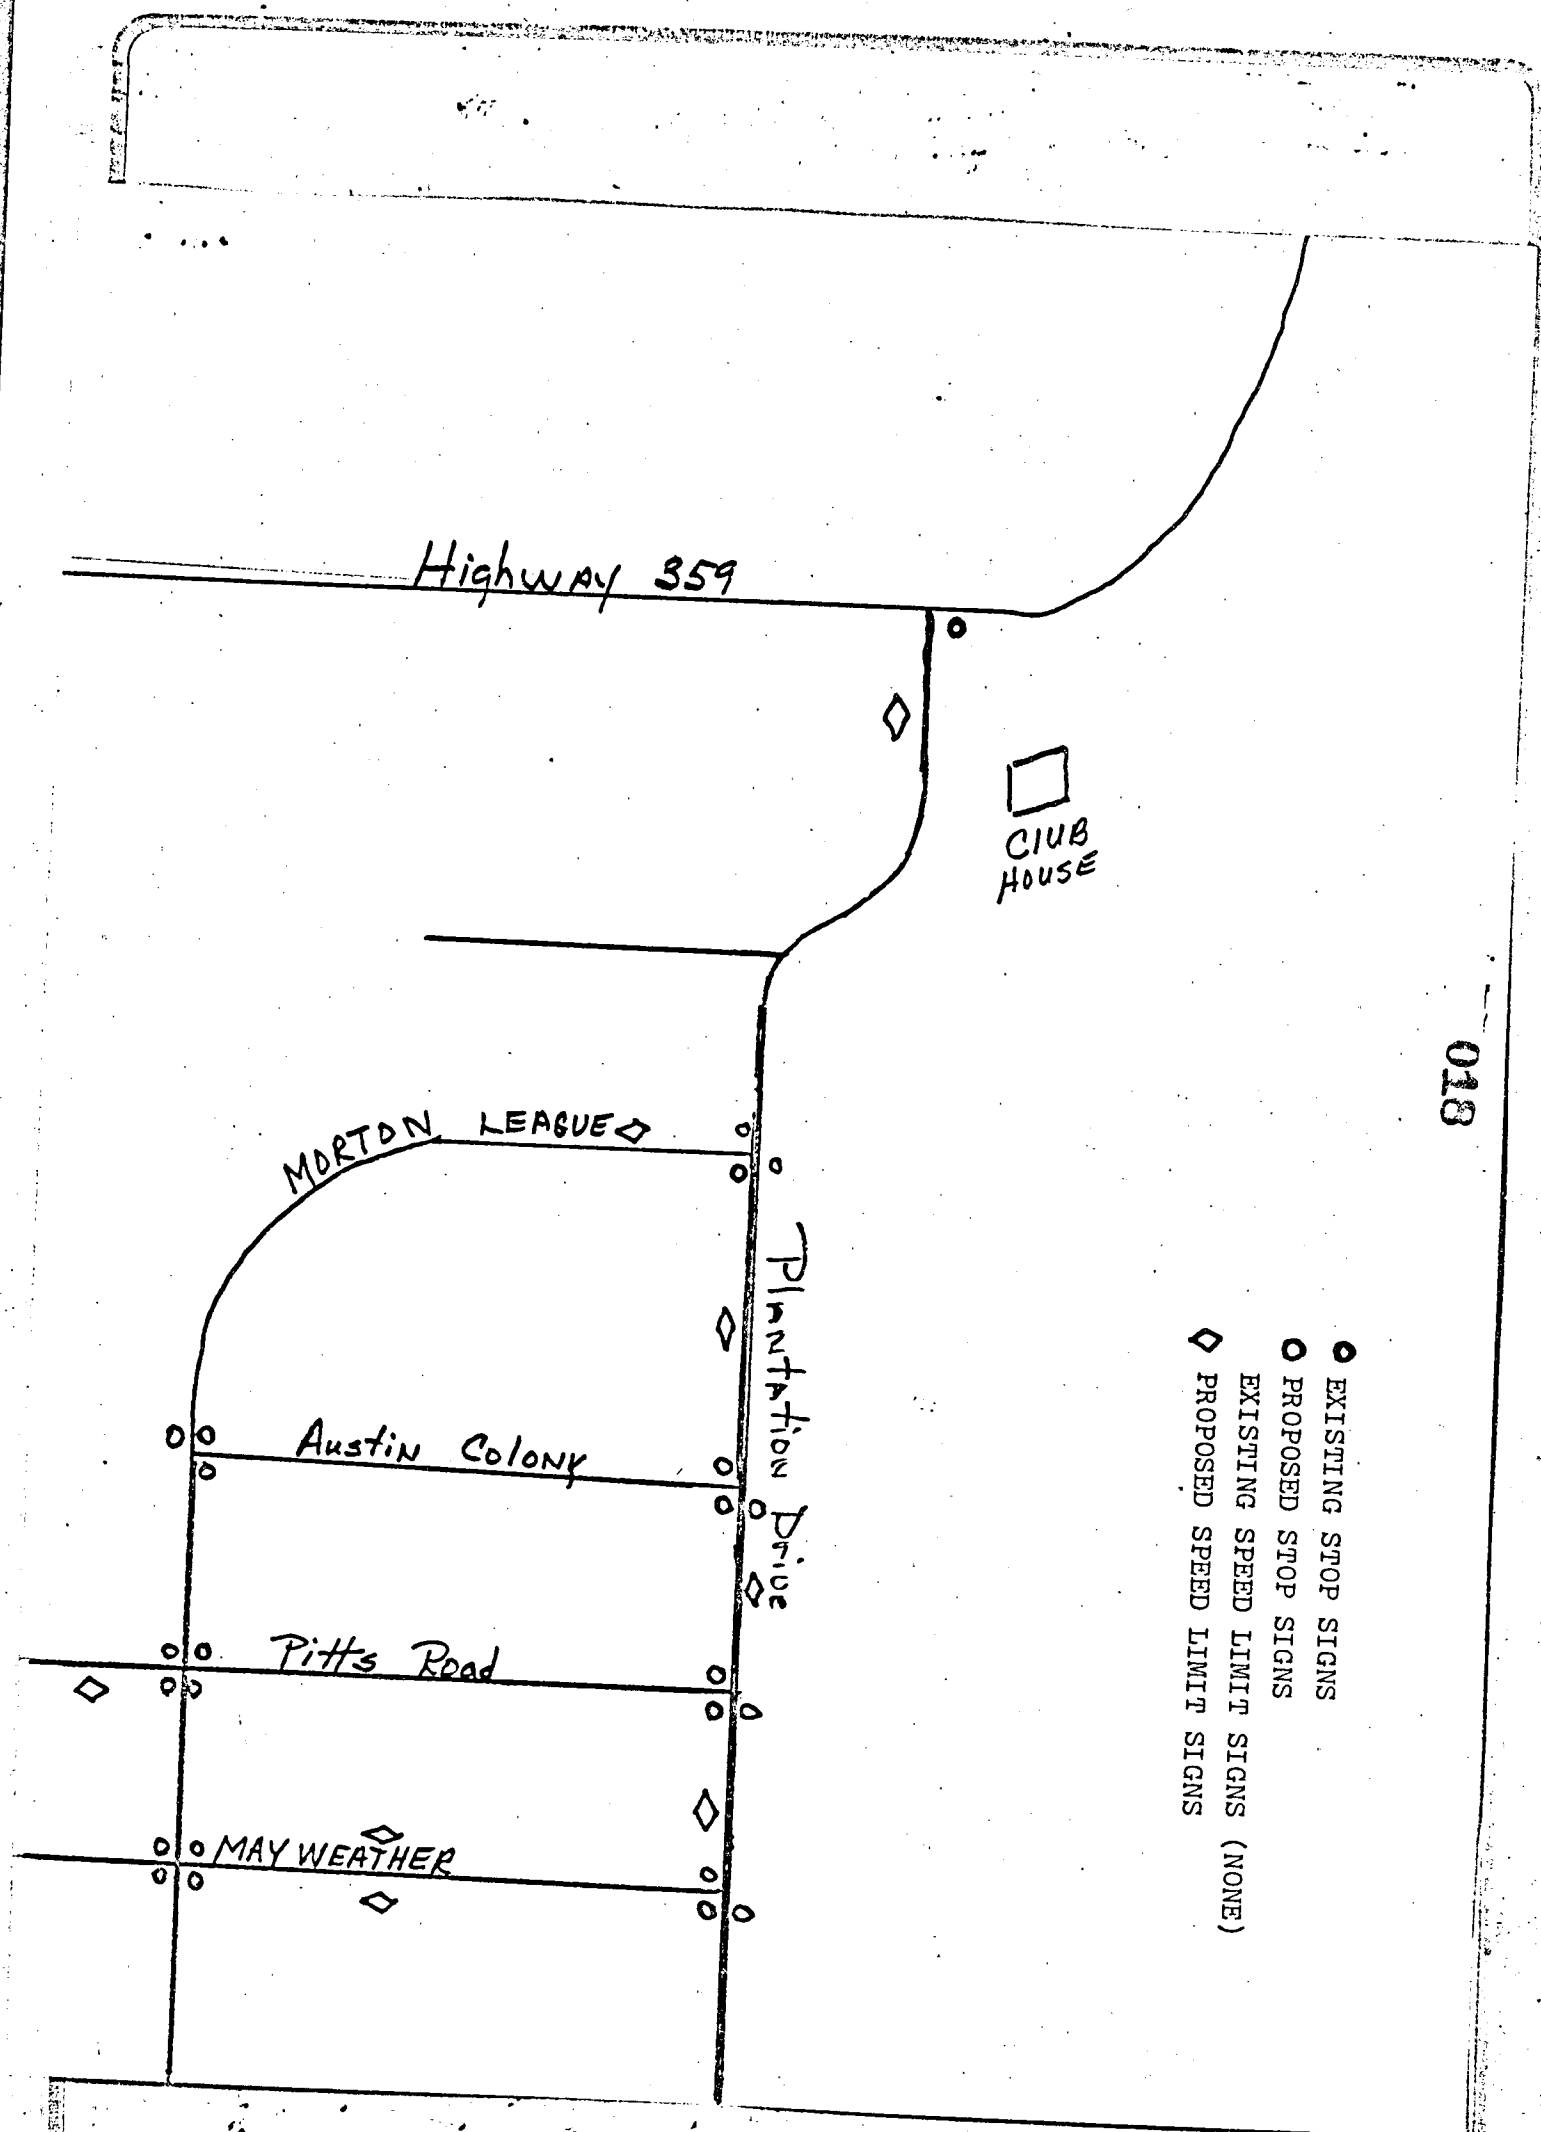 Highway 359
CLUB
HOUSE
018
MORTON LEAGUE
Plantation Drive
● EXISTING STOP SIGNS
O PROPOSED STOP SIGNS
EXISTING SPEED LIMIT SIGNS (NONE)
◇ PROPOSED SPEED LIMIT SIGNS
Austin Colony
Pitts Road
MAYWEATHER